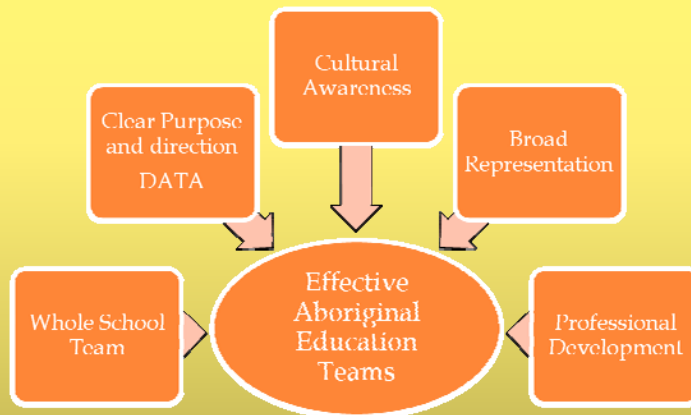 Cultural
Awareness
Clear Purpose
and direction
DATA
Broad
Representation
Whole School
Team
Effective
Aboriginal
Education
Teams
Professional
Development